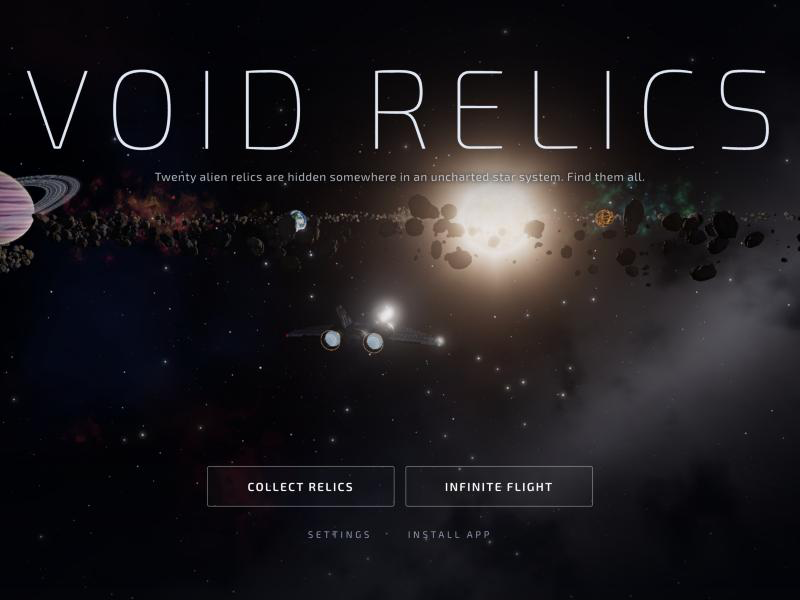 VOID RELICS
Twenty alien relics are hidden somewhere in an uncharted star system. Find them all.
COLLECT RELICS
INFINITE FLIGHT
SETTINGS · INSTALL APP